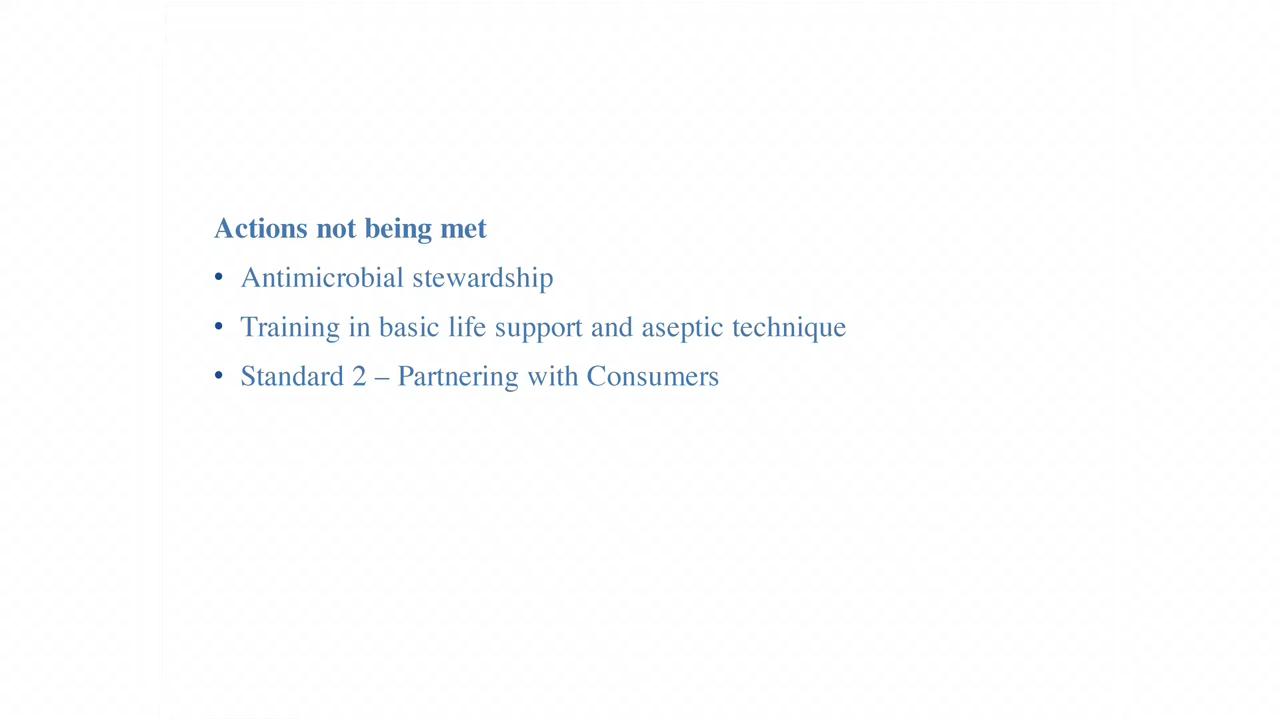 Actions not being met
• Antimicrobial stewardship
• Training in basic life support and aseptic technique
• Standard 2 – Partnering with Consumers